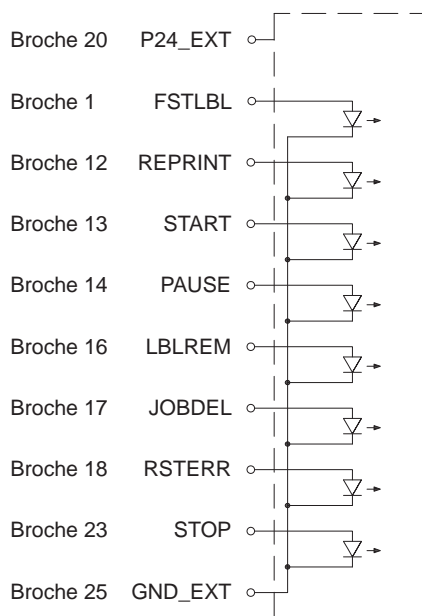 Broche 20 P24_EXT
Broche 1 FSTLBL
Broche 12 REPRINT
Broche 13 START
Broche 14 PAUSE
Broche 16 LBLREM
Broche 17 JOBDEL
Broche 18 RSTERR
Broche 23 STOP
Broche 25 GND_EXT